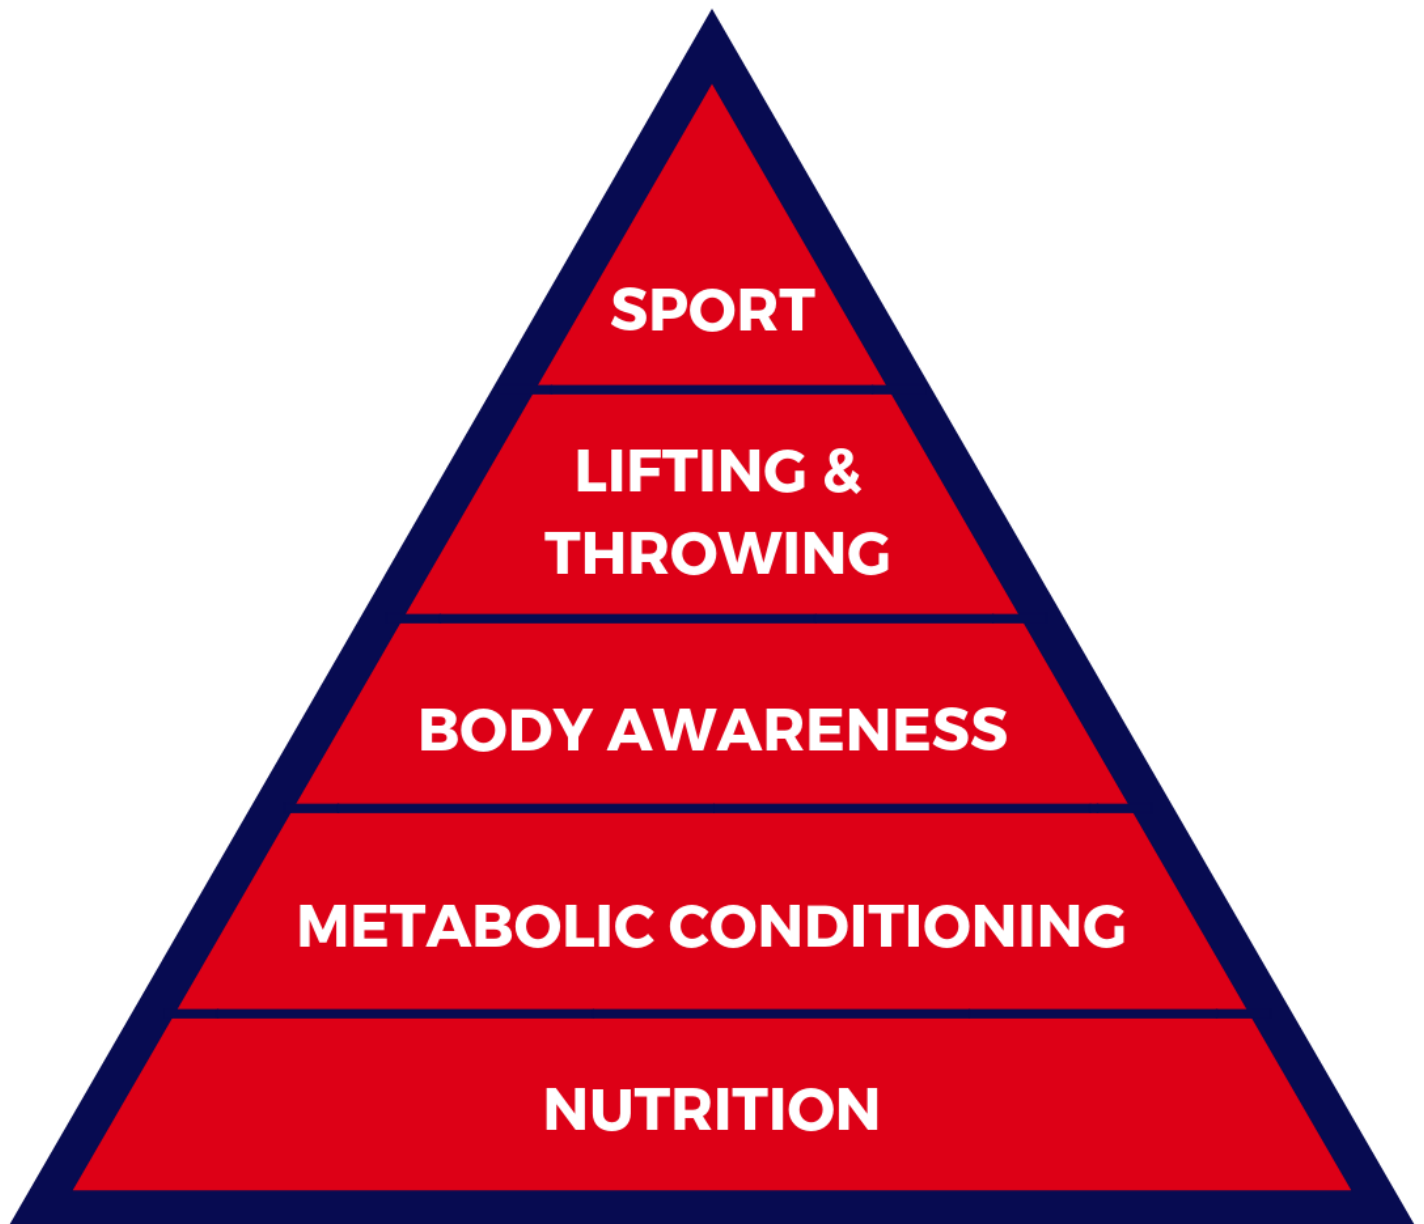 SPORT
LIFTING &
THROWING
BODY AWARENESS
METABOLIC CONDITIONING
NUTRITION